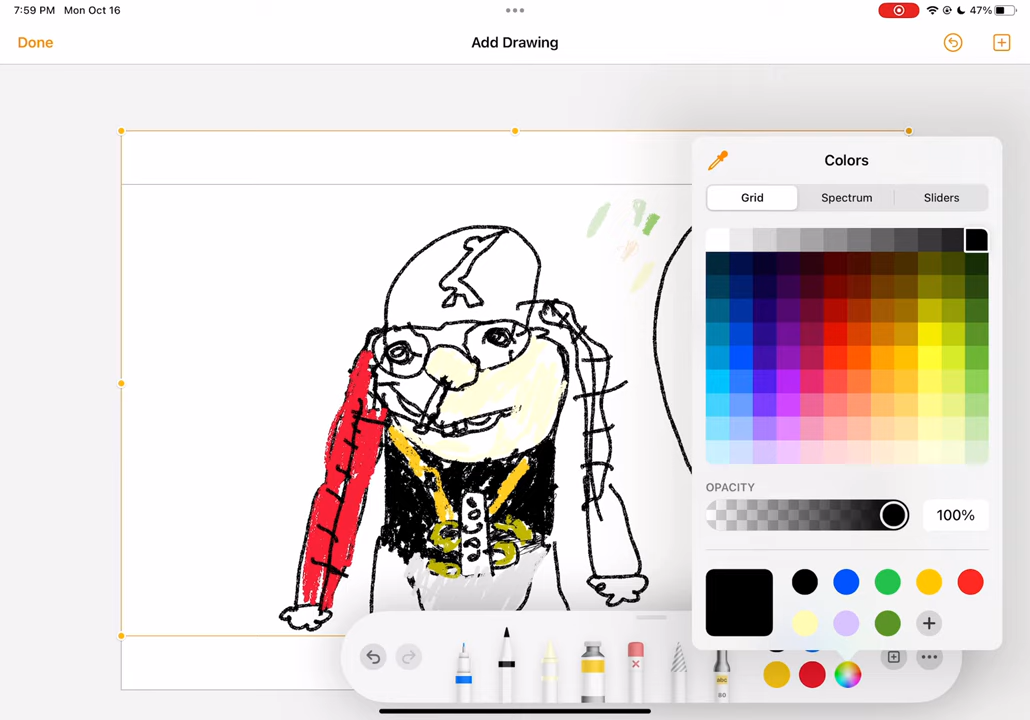 7:59 PM Mon Oct 16
47%
Done
Add Drawing
Colors
Grid
Spectrum
Sliders
OPACITY
100%
abc
80